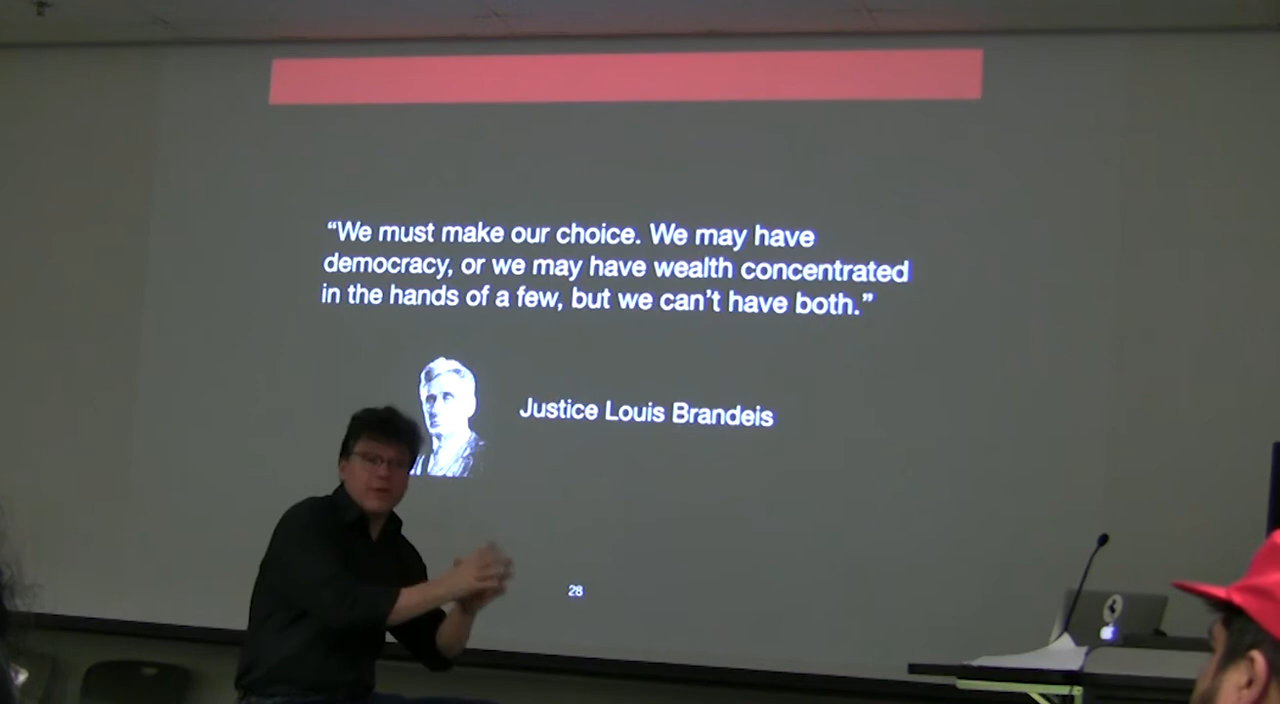 “We must make our choice. We may have
democracy, or we may have wealth concentrated
in the hands of a few, but we can’t have both.”
Justice Louis Brandeis
28